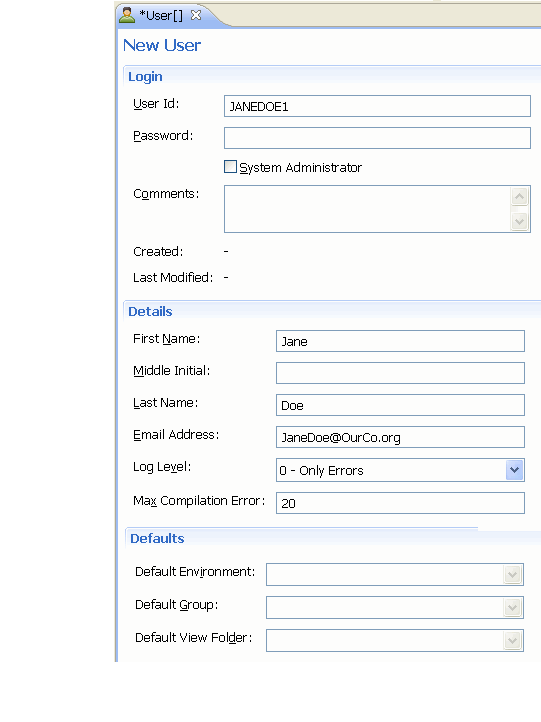 *User[]
New User
Login
User Id: JANEDOE1
Password:
System Administrator
Comments:
Created: -
Last Modified: -
Details
First Name: Jane
Middle Initial:
Last Name: Doe
Email Address: JaneDoe@OurCo.org
Log Level: 0 - Only Errors
Max Compilation Error: 20
Defaults
Default Environment:
Default Group:
Default View Folder: